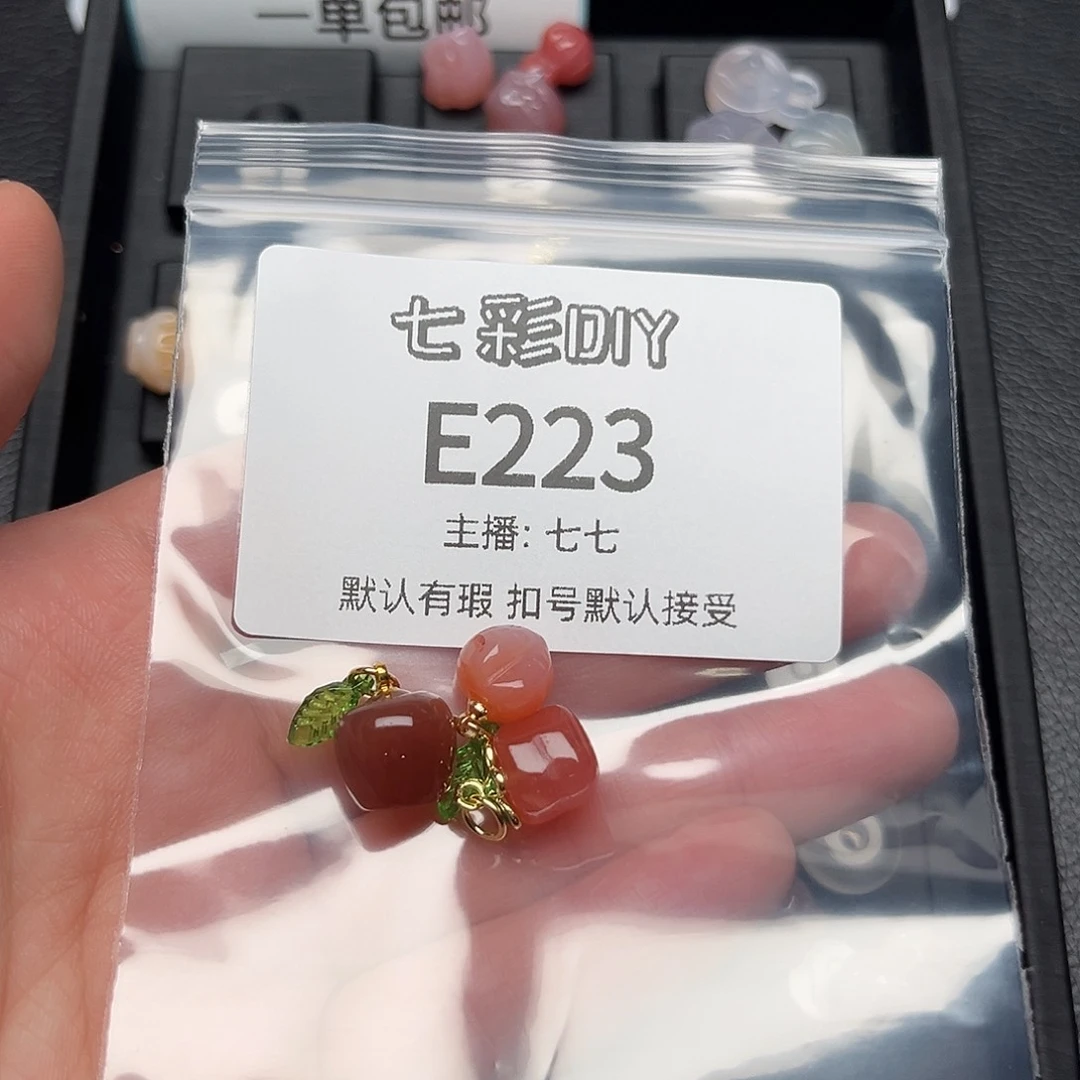 一单包邮
七彩DIY
E223
主播: 七七
默认有瑕 扣号默认接受